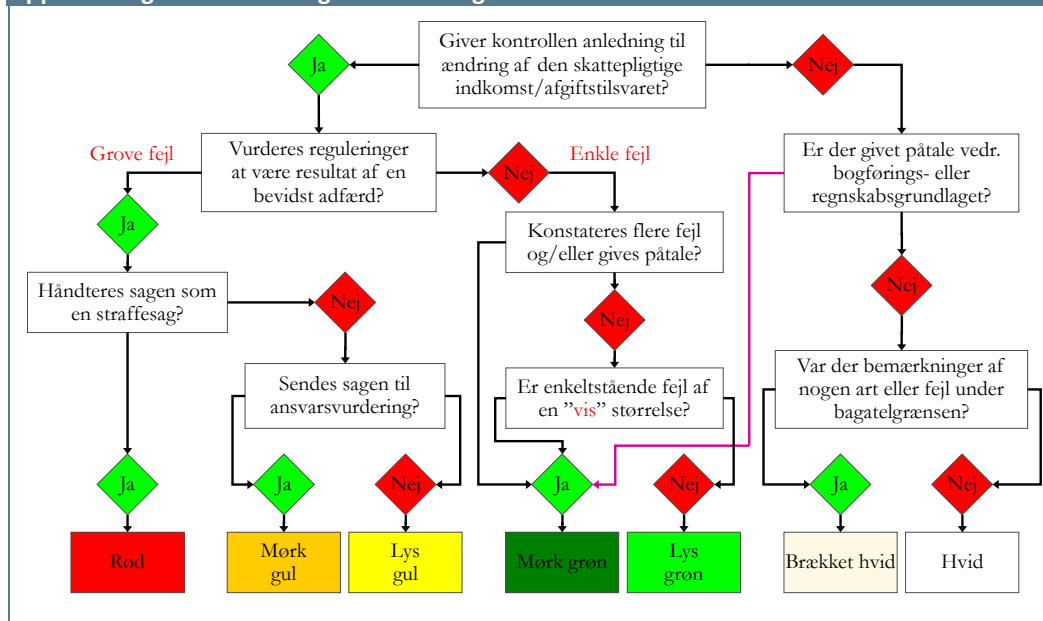 Giver kontrollen anledning til
ændring af den skattepligtige
indkomst/afgiftstilsvaret?
Ja
Nej
Grove fejl
Vurderes reguleringer
at være resultat af en
bevidst adfærd?
Nej
Enkle fejl
Er der givet påtale vedr.
bogførings- eller
regnskabsgrundlaget?
Ja
Konstateres flere fejl
og/eller gives påtale?
Håndteres sagen som
en straffesag?
Nej
Nej
Nej
Sendes sagen til
ansvarsvurdering?
Er enkeltstående fejl af
en ”vis” størrelse?
Var der bemærkninger af
nogen art eller fejl under
bagatelgrænsen?
Ja
Ja
Nej
Ja
Nej
Ja
Nej
Rød
Mørk
gul
Lys
gul
Mørk grøn
Lys
grøn
Brækket hvid
Hvid